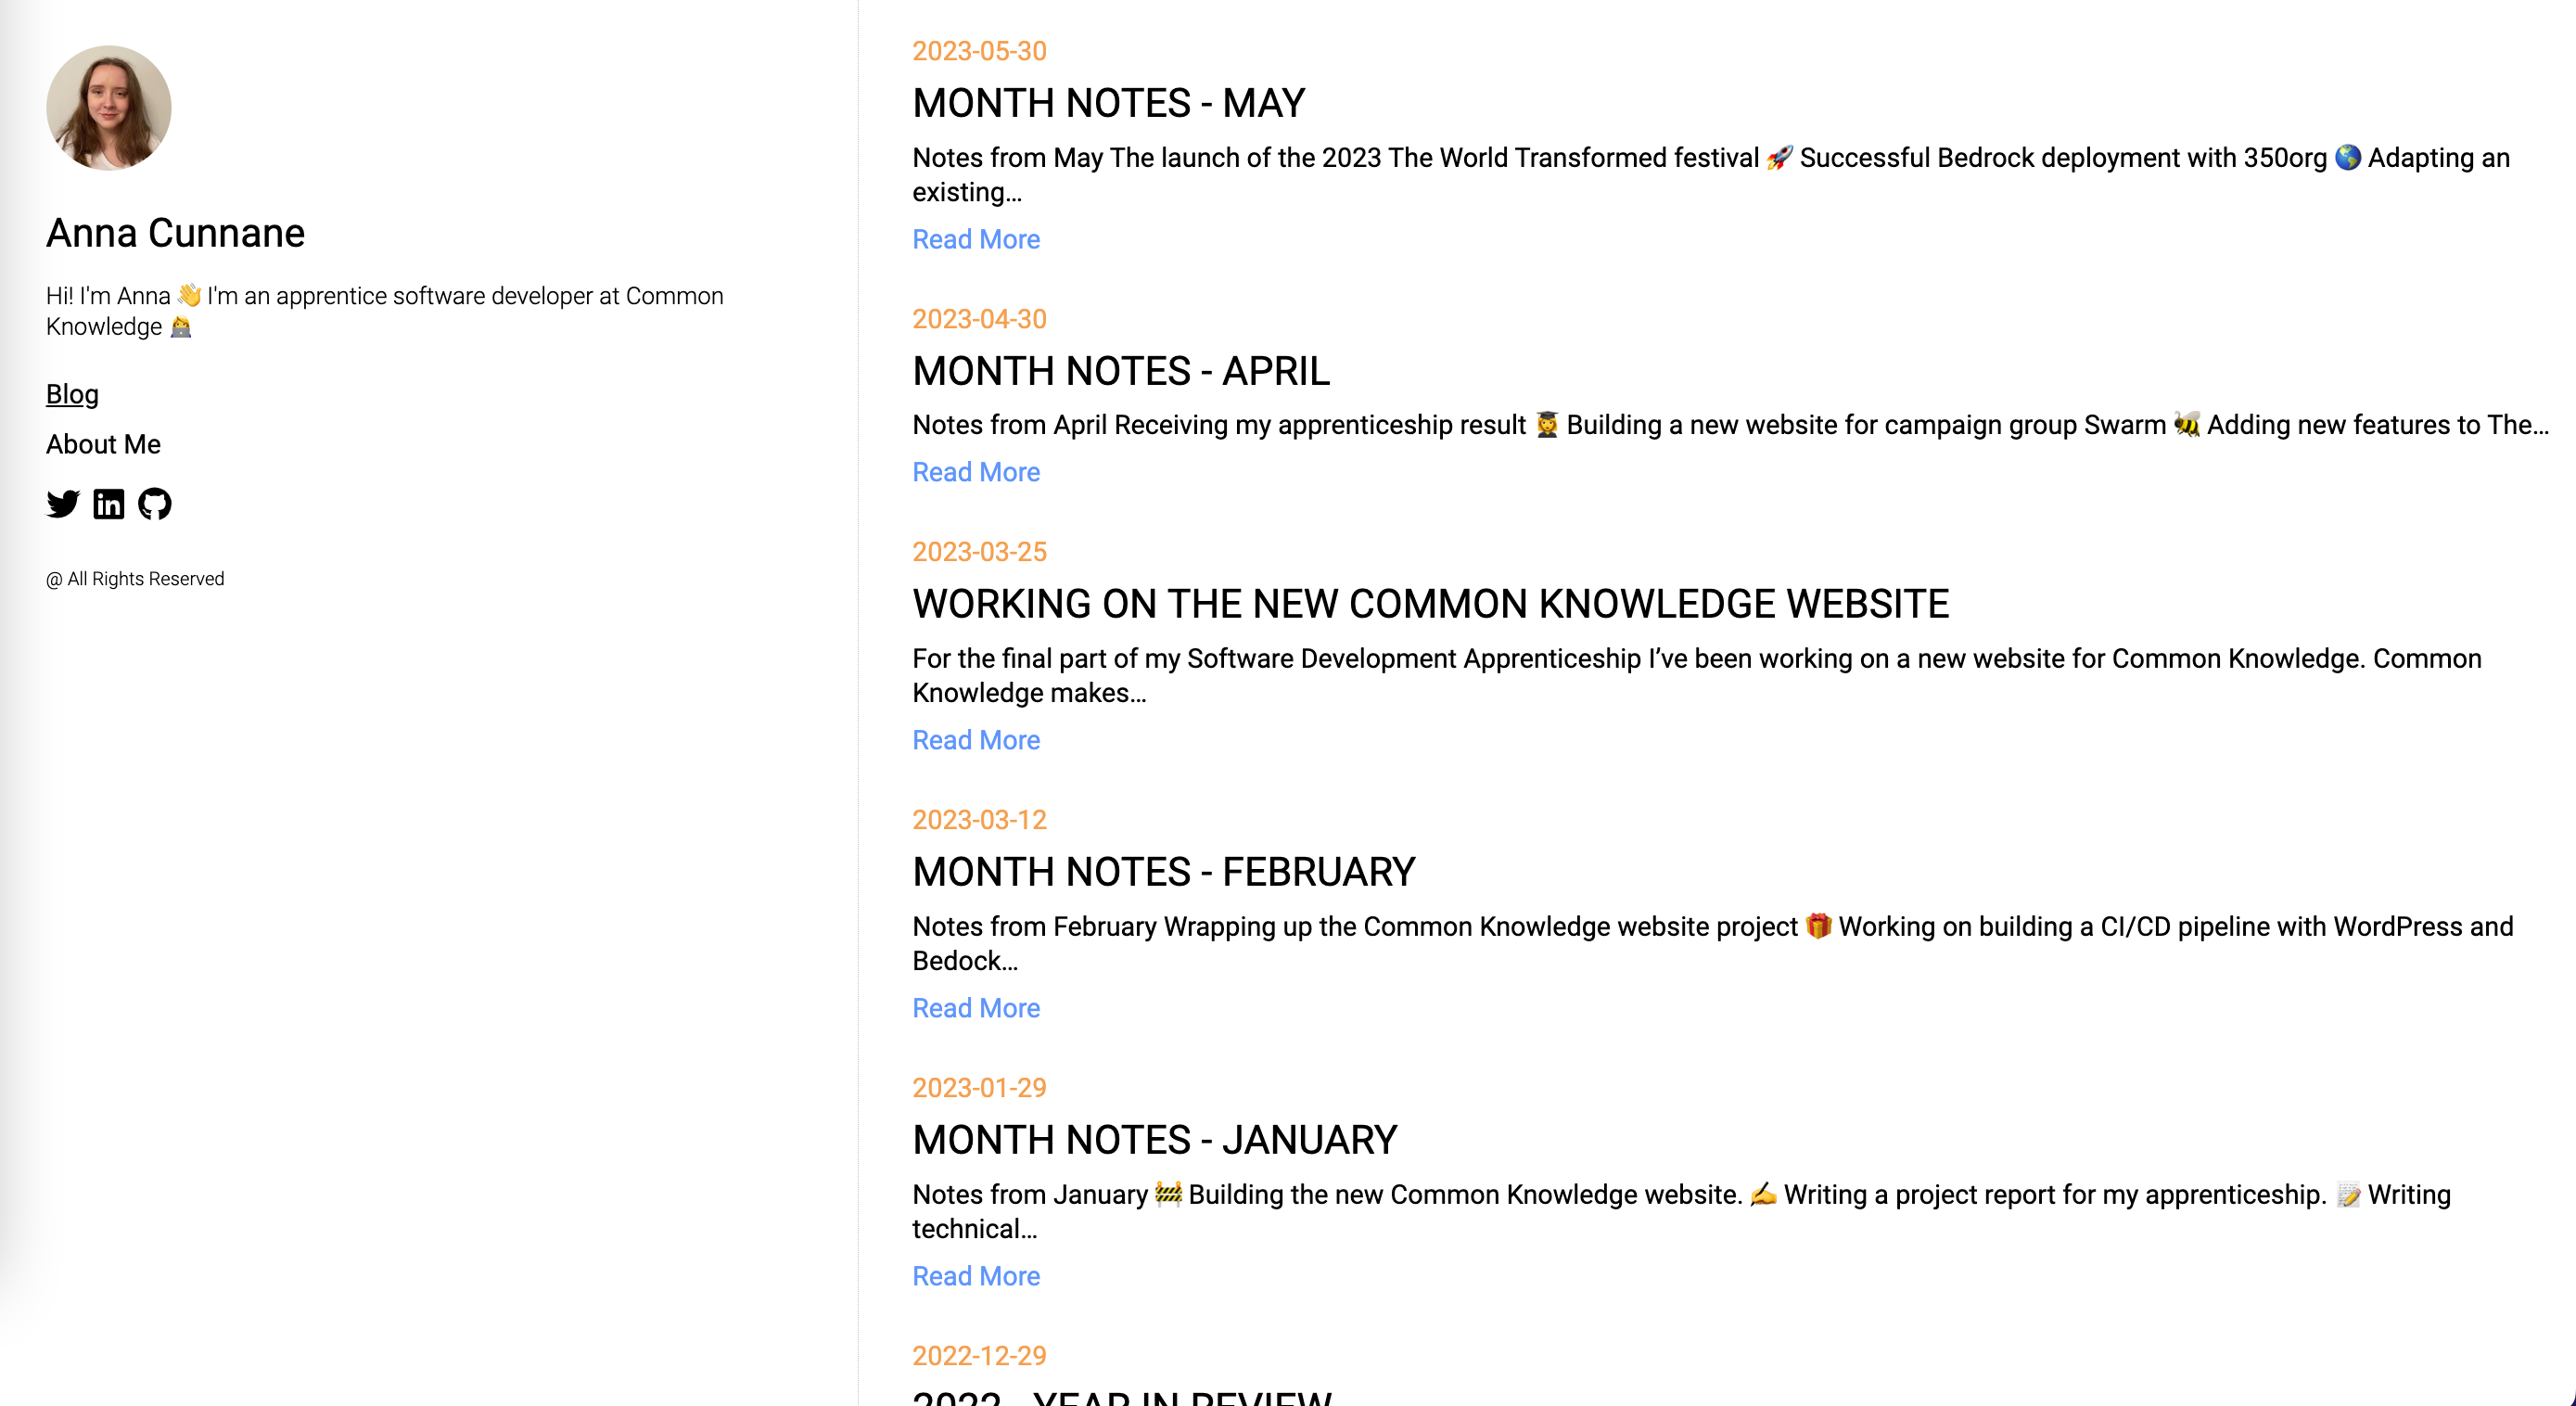 Anna Cunnane
Hi! I'm Anna 👋 I'm an apprentice software developer at Common
Knowledge 👩‍💻
Blog
About Me
@ All Rights Reserved
2023-05-30
MONTH NOTES - MAY
Notes from May The launch of the 2023 The World Transformed festival 🚀 Successful Bedrock deployment with 350org 🌎 Adapting an
existing…
Read More
2023-04-30
MONTH NOTES - APRIL
Notes from April Receiving my apprenticeship result 👩‍🎓 Building a new website for campaign group Swarm 🐝 Adding new features to The…
Read More
2023-03-25
WORKING ON THE NEW COMMON KNOWLEDGE WEBSITE
For the final part of my Software Development Apprenticeship I’ve been working on a new website for Common Knowledge. Common
Knowledge makes…
Read More
2023-03-12
MONTH NOTES - FEBRUARY
Notes from February Wrapping up the Common Knowledge website project 🎁 Working on building a CI/CD pipeline with WordPress and
Bedock…
Read More
2023-01-29
MONTH NOTES - JANUARY
Notes from January 🚧 Building the new Common Knowledge website. ✍️ Writing a project report for my apprenticeship. 📝 Writing
technical…
Read More
2022-12-29
2022 - YEAR IN REVIEW